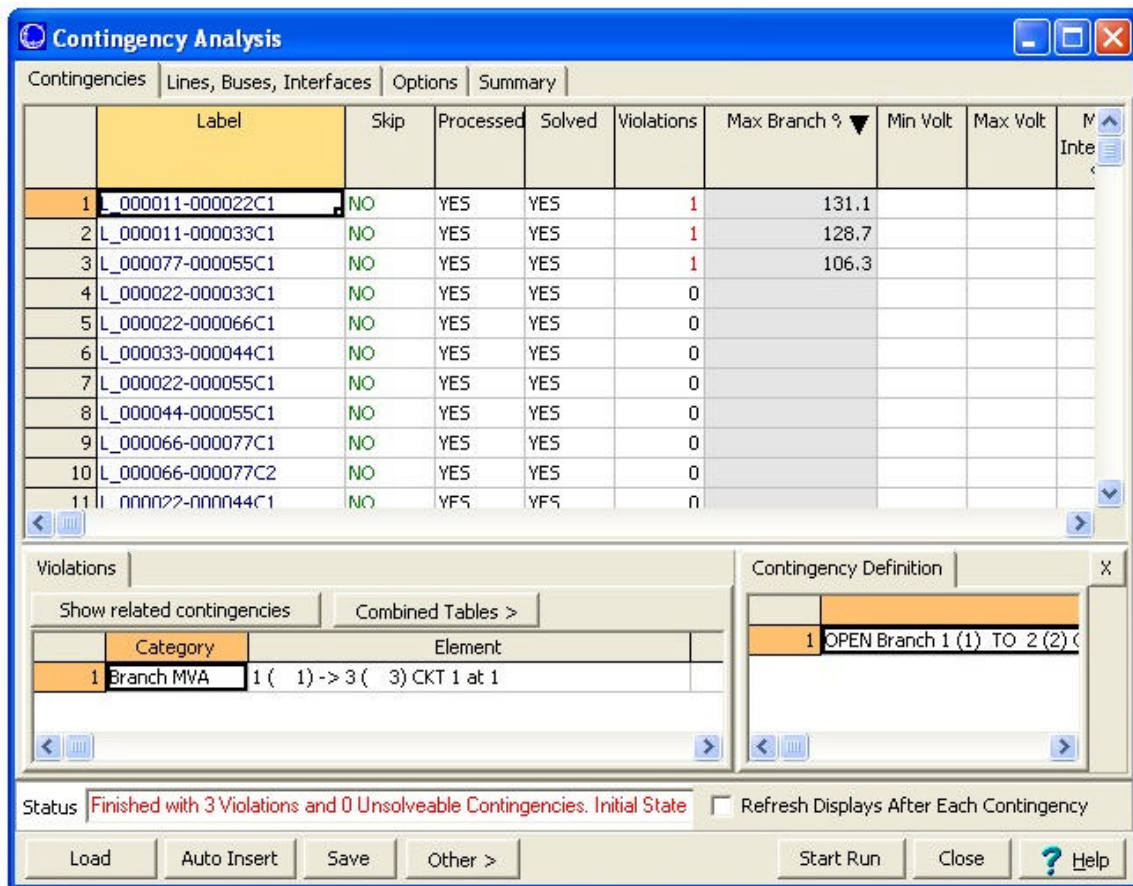 Contingency Analysis
Contingencies Lines, Buses, Interfaces Options Summary
Label Skip Processed Solved Violations Max Branch % Min Volt Max Volt
1 L_000011-000022C1 NO YES YES 1 131.1
2 L_000011-000033C1 NO YES YES 1 128.7
3 L_000077-000055C1 NO YES YES 1 106.3
4 L_000022-000033C1 NO YES YES 0
5 L_000022-000066C1 NO YES YES 0
6 L_000033-000044C1 NO YES YES 0
7 L_000022-000055C1 NO YES YES 0
8 L_000044-000055C1 NO YES YES 0
9 L_000066-000077C1 NO YES YES 0
10 L_000066-000077C2 NO YES YES 0
11 L_000022-000044C1 NO YES YES 0
Violations
Show related contingencies Combined Tables >
Category Element
1 Branch MVA 1 ( 1) -> 3 ( 3) CKT 1 at 1
Contingency Definition X
1 OPEN Branch 1 (1) TO 2 (2)
Status Finished with 3 Violations and 0 Unsolveable Contingencies. Initial State Refresh Displays After Each Contingency
Load Auto Insert Save Other > Start Run Close ? Help